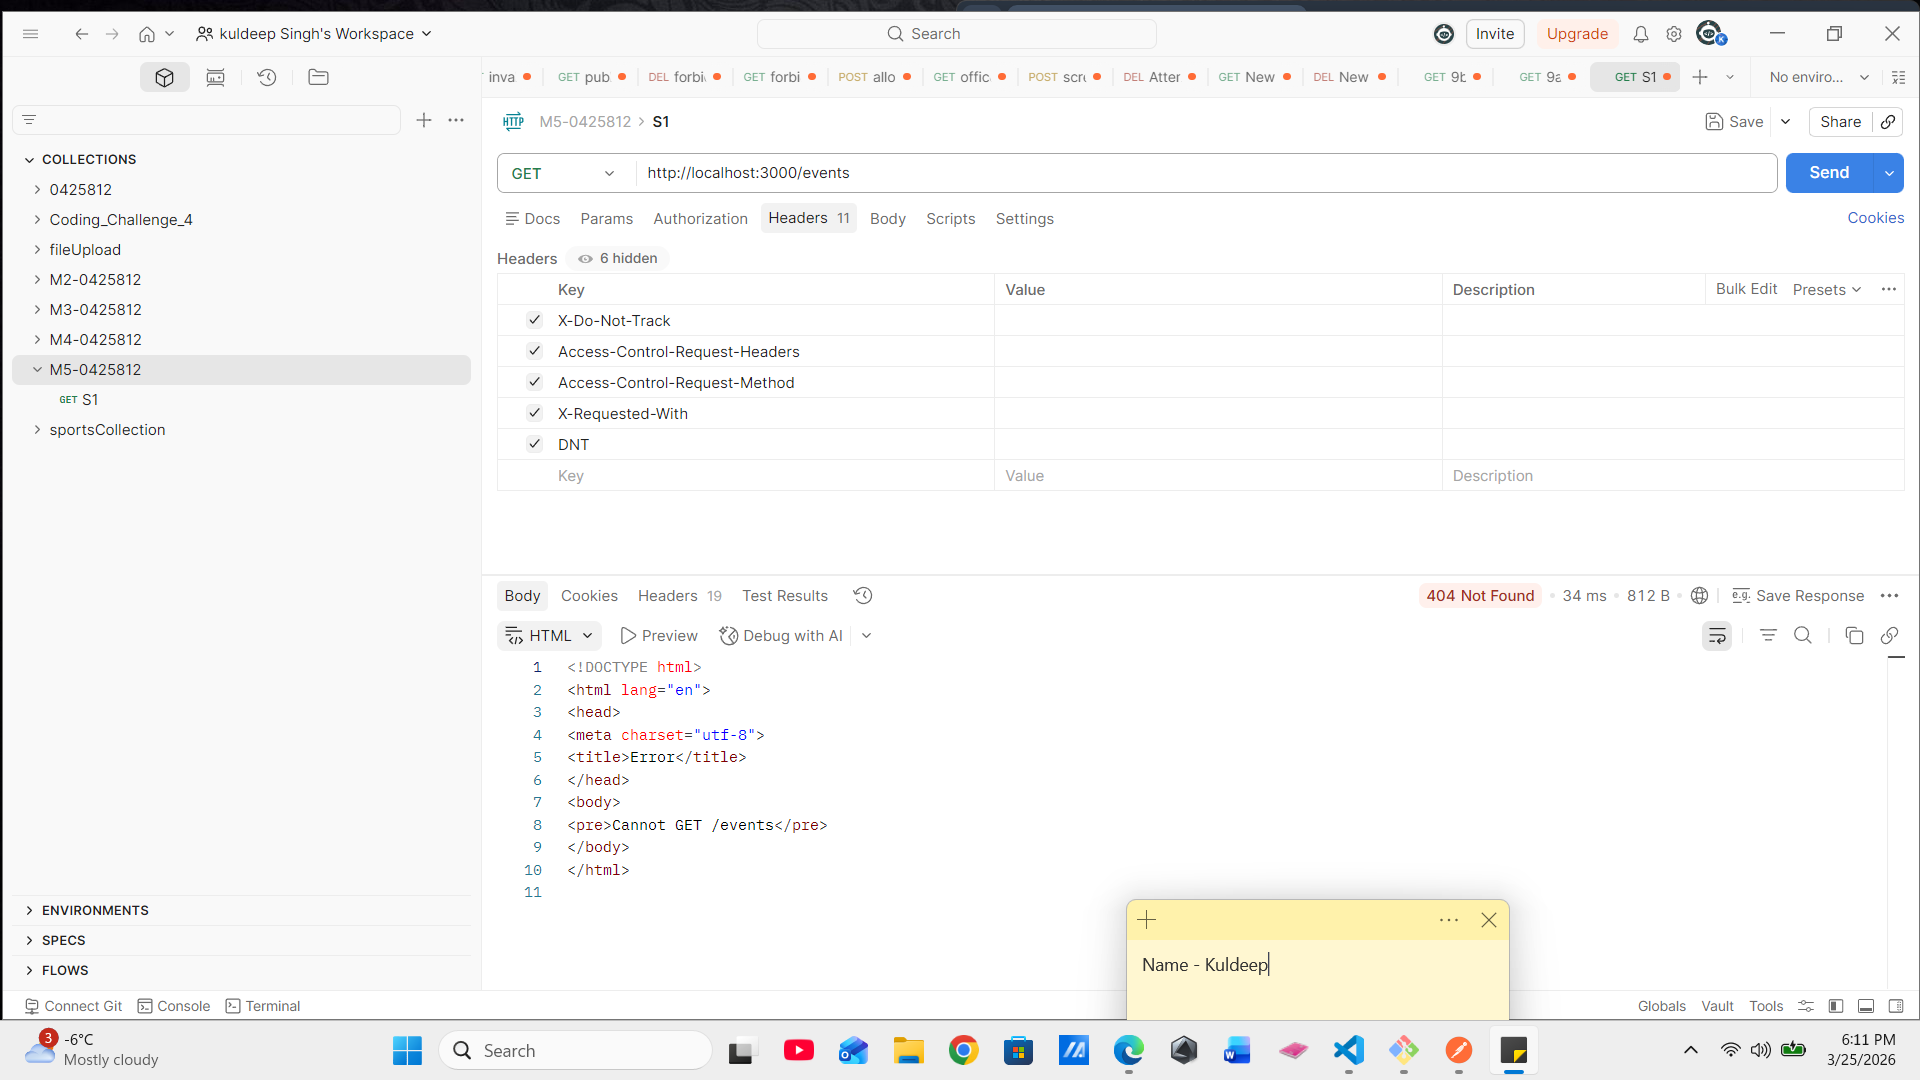 kuldeep Singh's Workspace
Search
Invite
Upgrade
inva
GET pub
DEL forbi
GET forbi
POST allo
GET offic
POST scr
DEL Atter
GET New
DEL New
GET 9b
GET 9a
GET S1
No enviro...
HTTP
M5-0425812 > S1
Save
Share
COLLECTIONS
0425812
Coding_Challenge_4
fileUpload
M2-0425812
M3-0425812
M4-0425812
M5-0425812
GET S1
sportsCollection
GET
http://localhost:3000/events
Send
Docs
Params
Authorization
Headers 11
Body
Scripts
Settings
Cookies
Headers
6 hidden
Key
Value
Description
Bulk Edit
Presets
X-Do-Not-Track
Access-Control-Request-Headers
Access-Control-Request-Method
X-Requested-With
DNT
Key
Value
Description
Body
Cookies
Headers 19
Test Results
404 Not Found
34 ms
812 B
e.g. Save Response
HTML
Preview
Debug with AI
1 <!DOCTYPE html>
2 <html lang="en">
3 <head>
4 <meta charset="utf-8">
5 <title>Error</title>
6 </head>
7 <body>
8 <pre>Cannot GET /events</pre>
9 </body>
10 </html>
11
Name - Kuldeep
ENVIRONMENTS
SPECS
FLOWS
Connect Git
Console
Terminal
Globals
Vault
Tools
3
-6°C
Mostly cloudy
Search
6:11 PM
3/25/2026